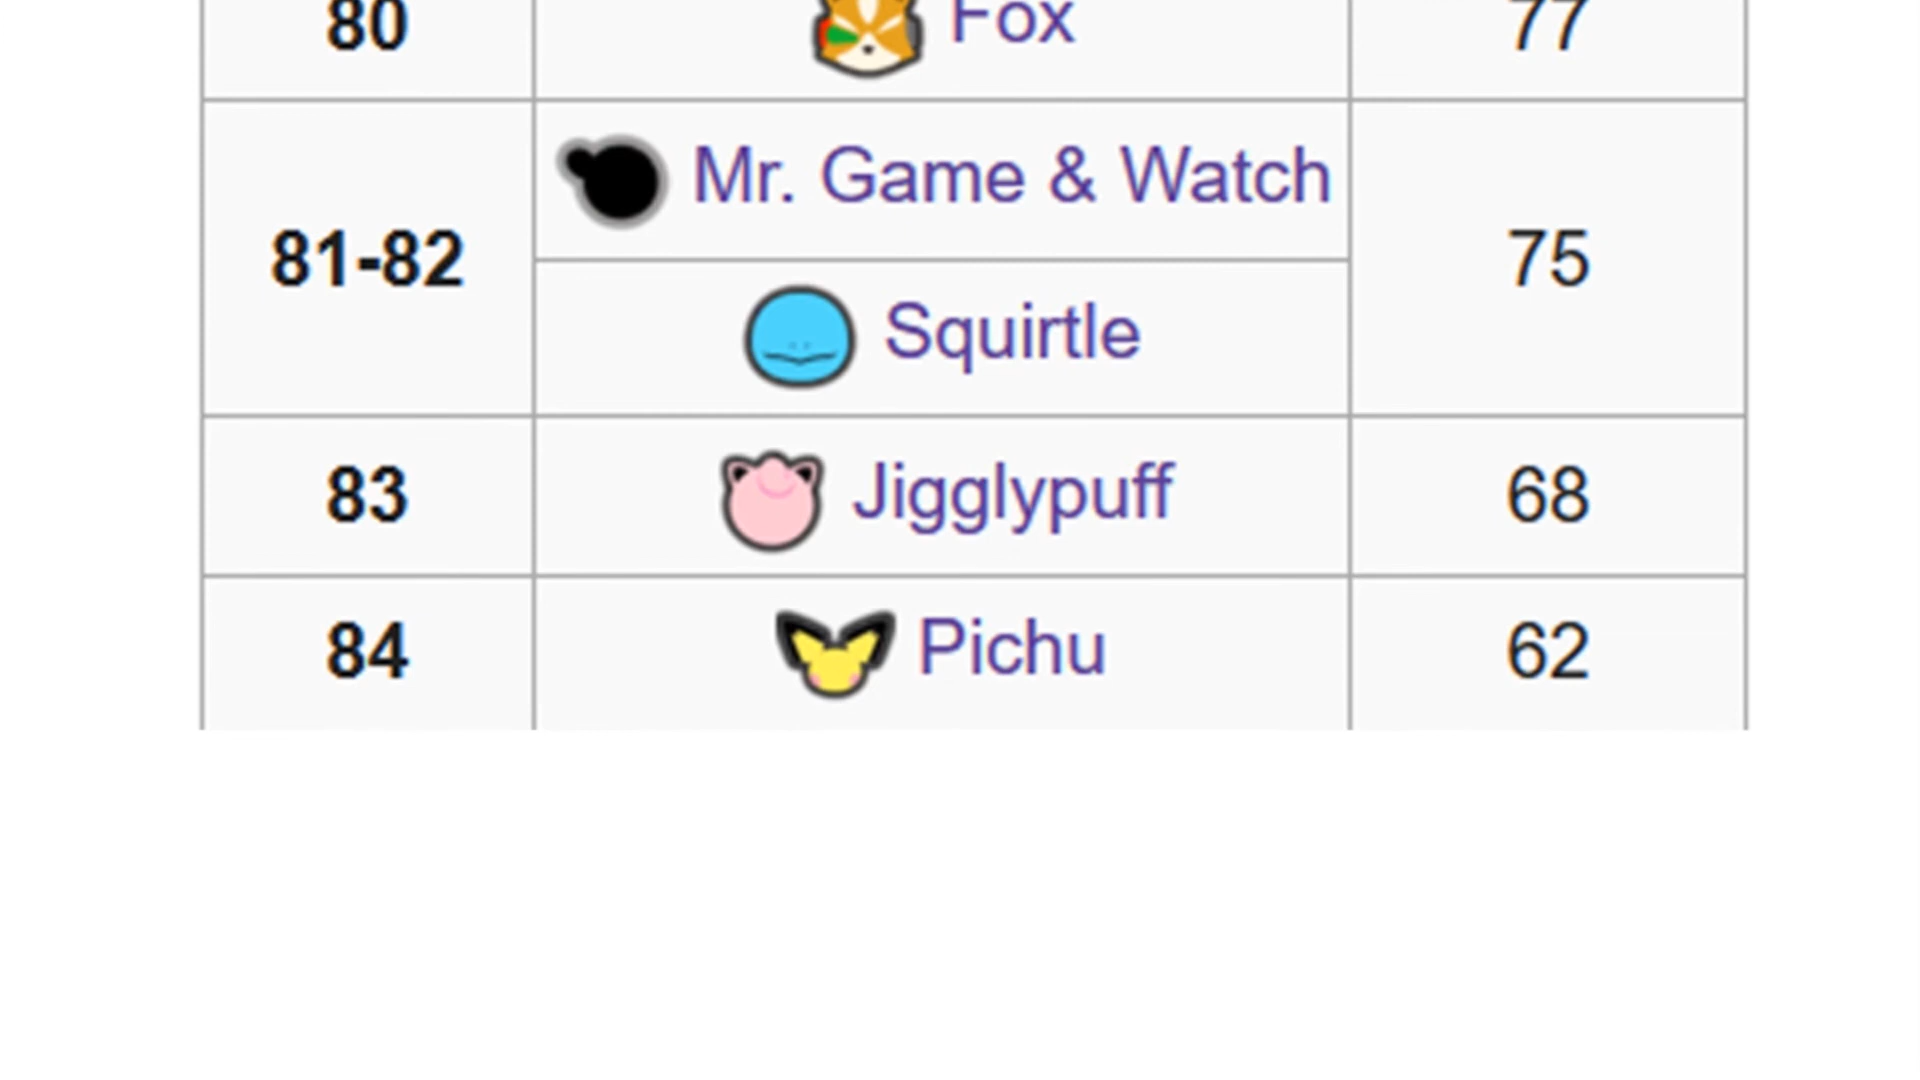 80 Fox 77
Mr. Game & Watch
81-82 75
Squirtle
83 Jigglypuff 68
84 Pichu 62